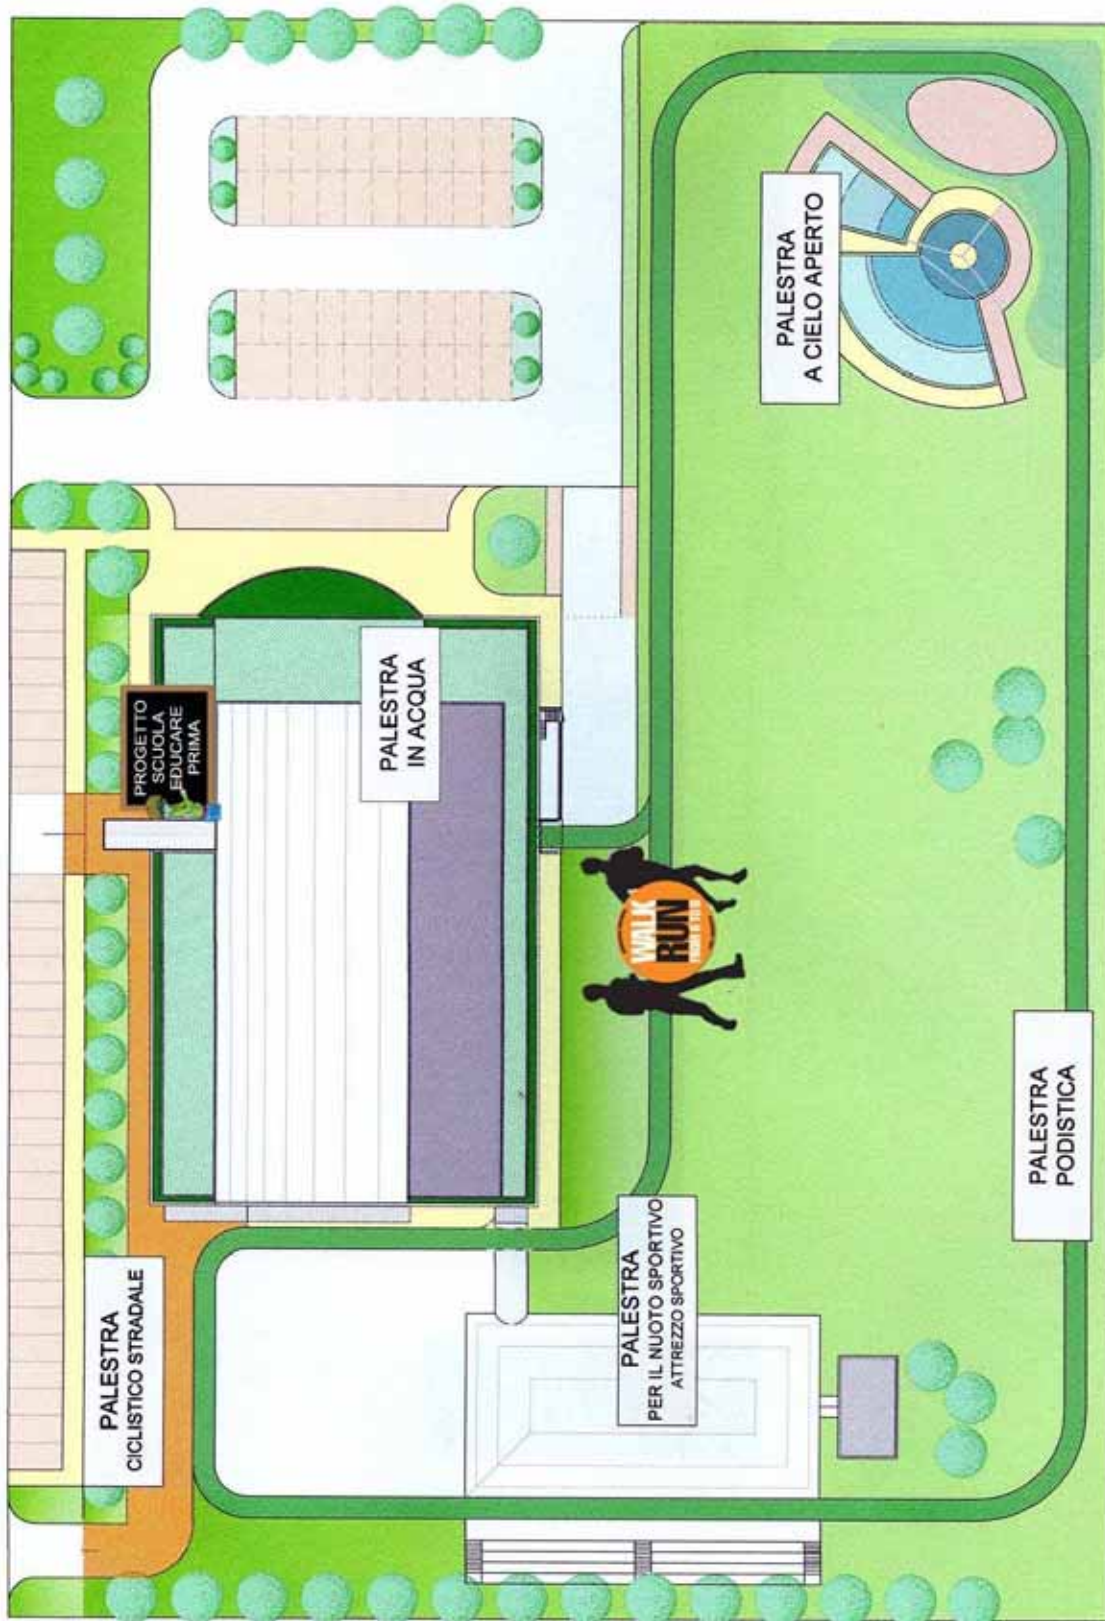 PALESTRA
CICLISTICO STRADALE
PROGETTO
SCUOLA
EDUCARE
PRIMA
PALESTRA
IN ACQUA
PALESTRA
PER IL NUOTO SPORTIVO
ATTREZZO SPORTIVO
WALK
RUN
PALESTRA
A CIELO APERTO
PALESTRA
PODISTICA